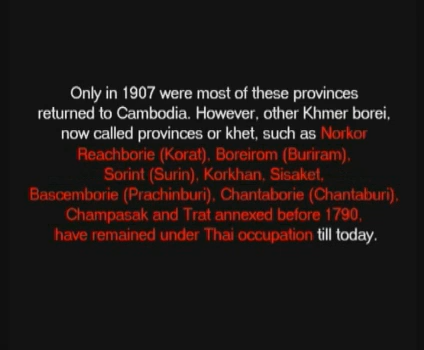 Only in 1907 were most of these provinces
returned to Cambodia. However, other Khmer borei,
now called provinces or khet, such as Norkor
Reachborie (Korat), Boreirom (Buriram),
Sorint (Surin), Korkhan, Sisaket,
Bascemborie (Prachinburi), Chantaborie (Chantaburi),
Champasak and Trat annexed before 1790,
have remained under Thai occupation till today.